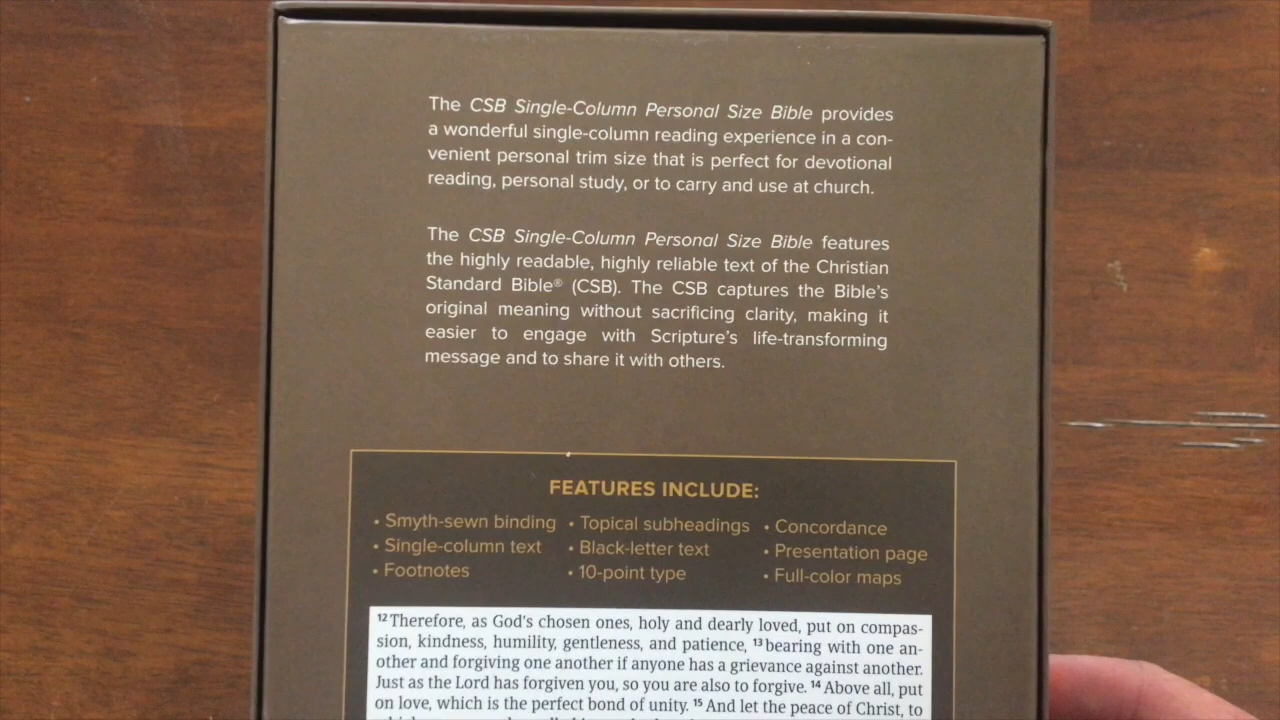 The CSB Single-Column Personal Size Bible provides
a wonderful single-column reading experience in a con-
venient personal trim size that is perfect for devotional
reading, personal study, or to carry and use at church.
The CSB Single-Column Personal Size Bible features
the highly readable, highly reliable text of the Christian
Standard Bible® (CSB). The CSB captures the Bible's
original meaning without sacrificing clarity, making it
easier to engage with Scripture's life-transforming
message and to share it with others.
FEATURES INCLUDE:
• Smyth-sewn binding • Topical subheadings • Concordance
• Single-column text • Black-letter text • Presentation page
• Footnotes • 10-point type • Full-color maps
12 Therefore, as God's chosen ones, holy and dearly loved, put on compas-
sion, kindness, humility, gentleness, and patience, 13 bearing with one an-
other and forgiving one another if anyone has a grievance against another.
Just as the Lord has forgiven you, so you are also to forgive. 14 Above all, put
on love, which is the perfect bond of unity. 15 And let the peace of Christ, to